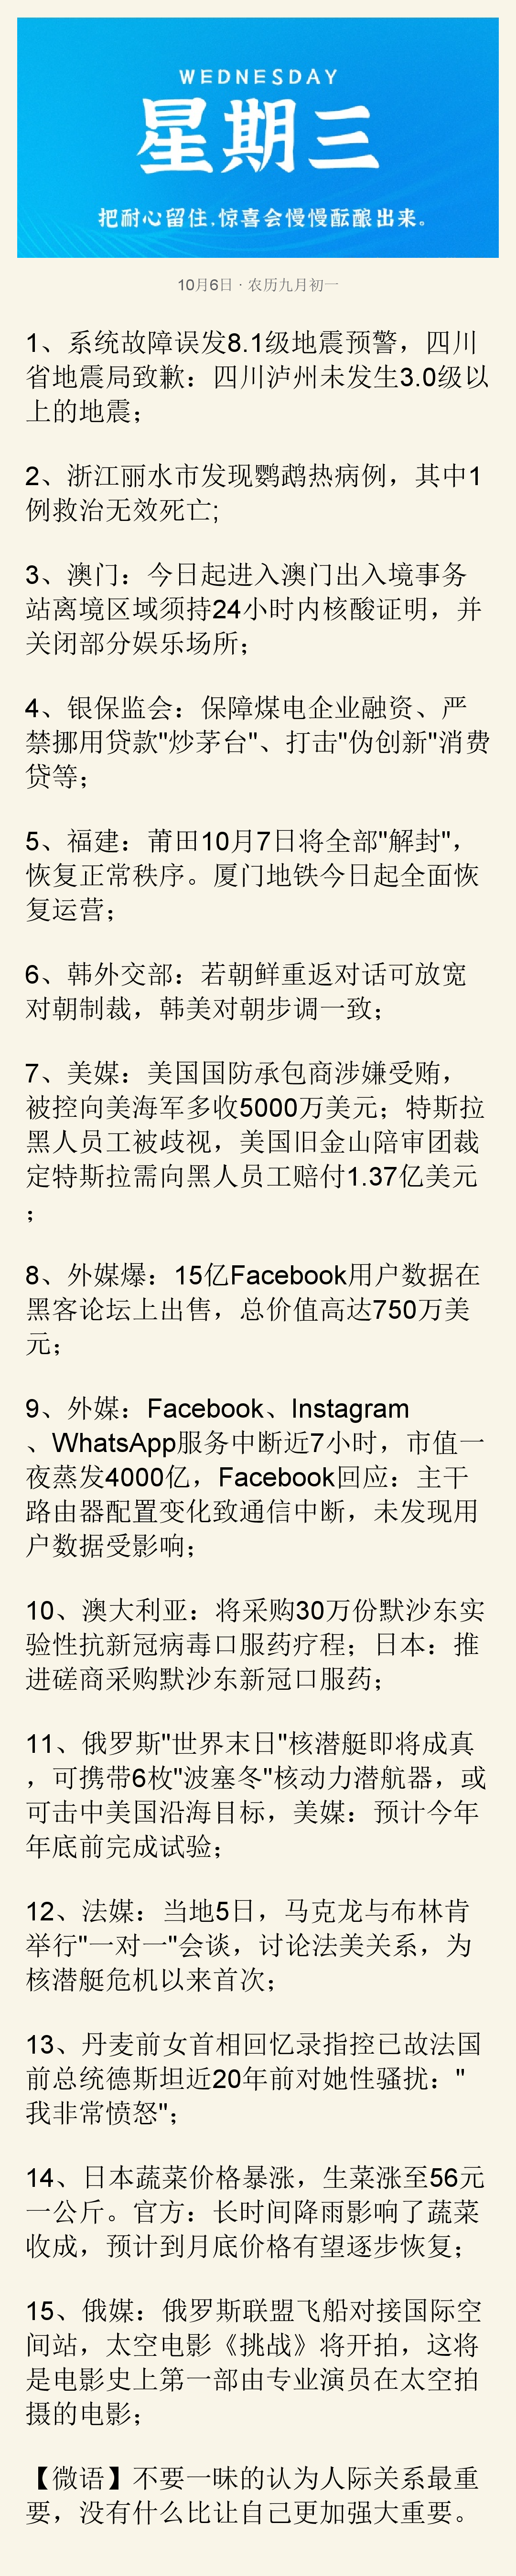 WEDNESDAY
星期三
把耐心留住,惊喜会慢慢酝酿出来。
10月6日 · 农历九月初一
1、系统故障误发8.1级地震预警，四川
省地震局致歉：四川泸州未发生3.0级以
上的地震；
2、浙江丽水市发现鹦鹉热病例，其中1
例救治无效死亡;
3、澳门：今日起进入澳门出入境事务
站离境区域须持24小时内核酸证明，并
关闭部分娱乐场所；
4、银保监会：保障煤电企业融资、严
禁挪用贷款"炒茅台"、打击"伪创新"消费
贷等；
5、福建：莆田10月7日将全部"解封"，
恢复正常秩序。厦门地铁今日起全面恢
复运营；
6、韩外交部：若朝鲜重返对话可放宽
对朝制裁，韩美对朝步调一致；
7、美媒：美国国防承包商涉嫌受贿，
被控向美海军多收5000万美元；特斯拉
黑人员工被歧视，美国旧金山陪审团裁
定特斯拉需向黑人员工赔付1.37亿美元
；
8、外媒爆：15亿Facebook用户数据在
黑客论坛上出售，总价值高达750万美
元；
9、外媒：Facebook、Instagram
、WhatsApp服务中断近7小时，市值一
夜蒸发4000亿，Facebook回应：主干
路由器配置变化致通信中断，未发现用
户数据受影响；
10、澳大利亚：将采购30万份默沙东实
验性抗新冠病毒口服药疗程；日本：推
进磋商采购默沙东新冠口服药；
11、俄罗斯"世界末日"核潜艇即将成真
，可携带6枚"波塞冬"核动力潜航器，或
可击中美国沿海目标，美媒：预计今年
年底前完成试验；
12、法媒：当地5日，马克龙与布林肯
举行"一对一"会谈，讨论法美关系，为
核潜艇危机以来首次；
13、丹麦前女首相回忆录指控已故法国
前总统德斯坦近20年前对她性骚扰："
我非常愤怒"；
14、日本蔬菜价格暴涨，生菜涨至56元
一公斤。官方：长时间降雨影响了蔬菜
收成，预计到月底价格有望逐步恢复；
15、俄媒：俄罗斯联盟飞船对接国际空
间站，太空电影《挑战》将开拍，这将
是电影史上第一部由专业演员在太空拍
摄的电影；
【微语】不要一昧的认为人际关系最重
要，没有什么比让自己更加强大重要。